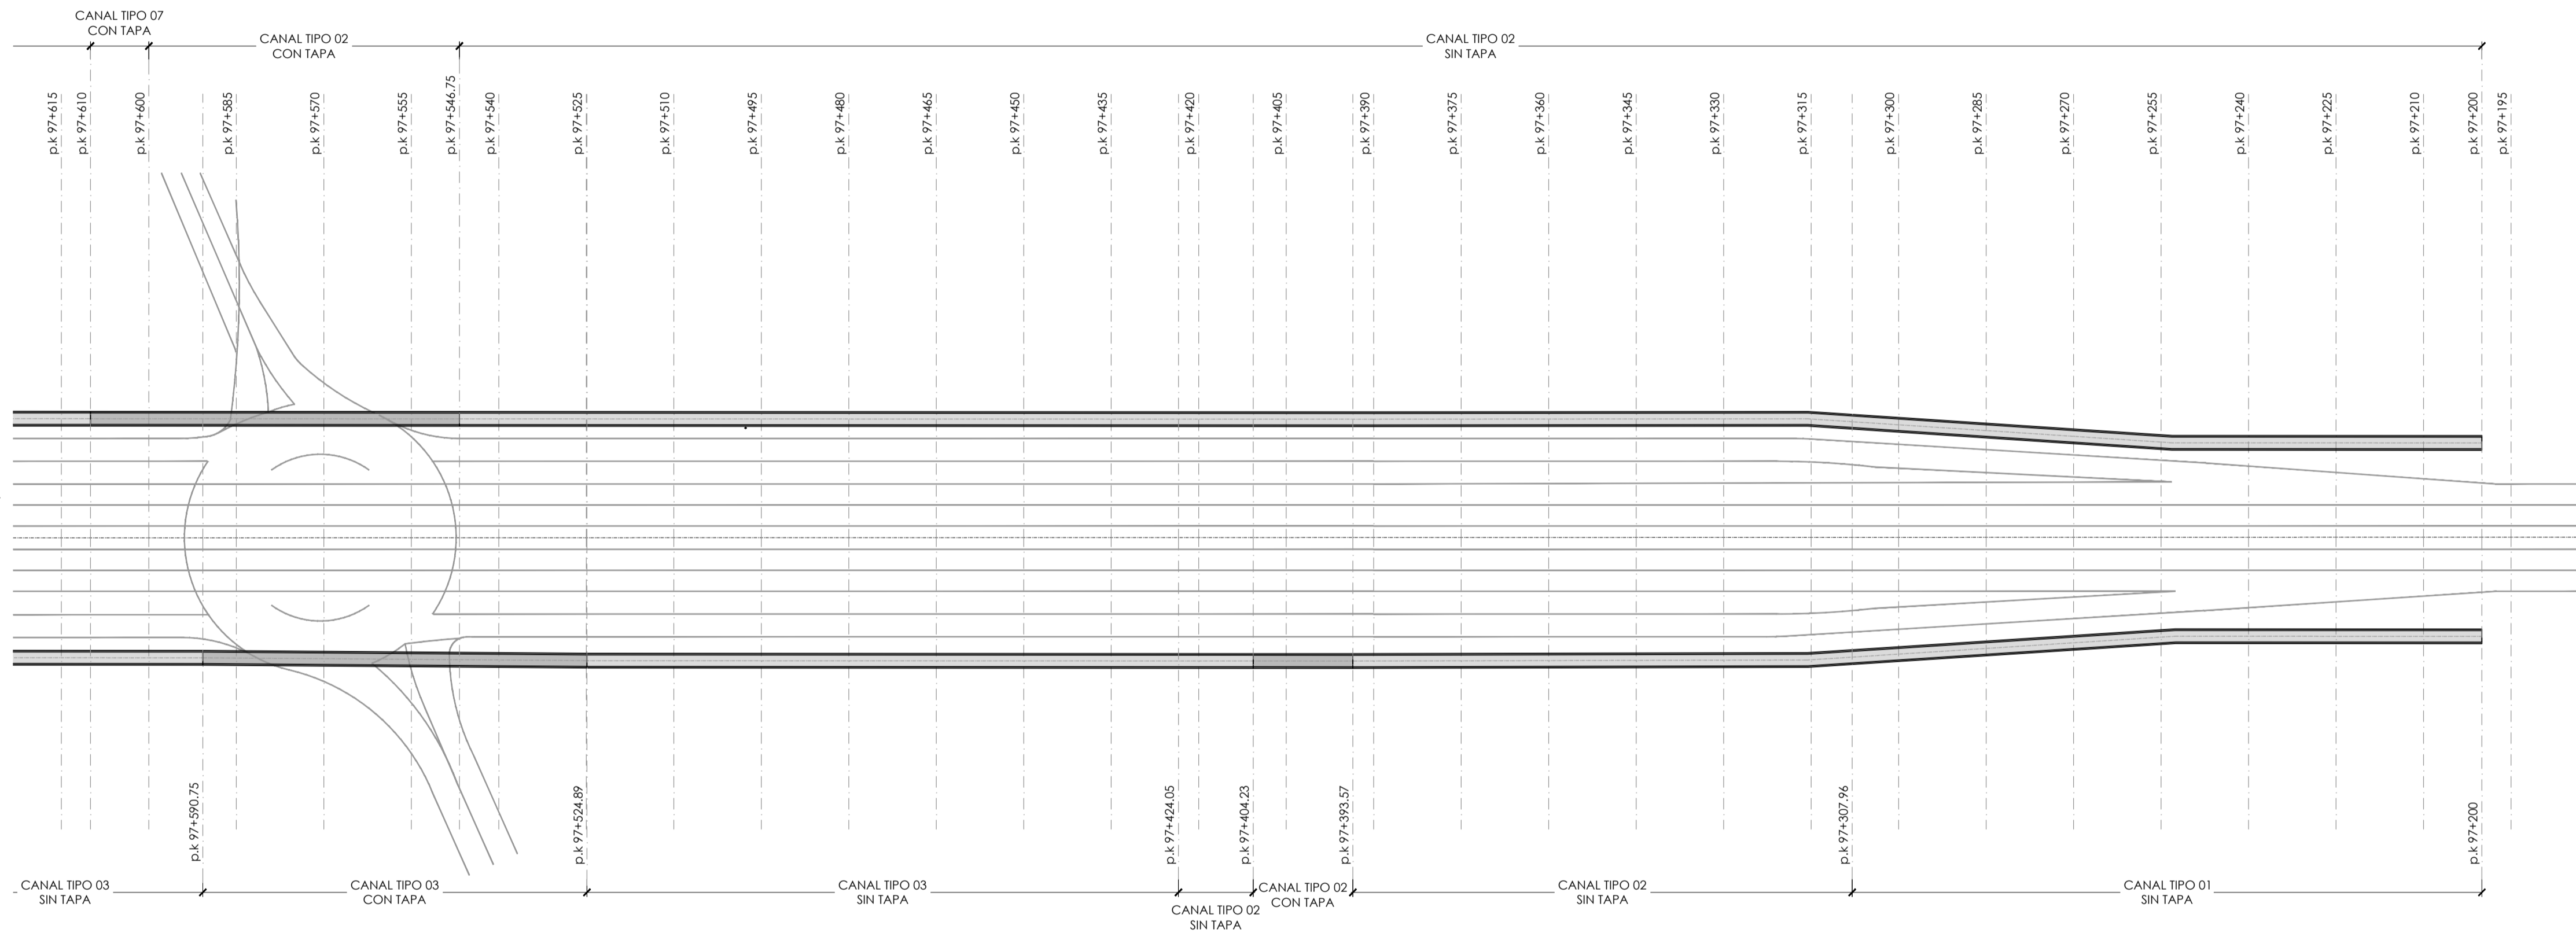 CANAL TIPO 07
CON TAPA
CANAL TIPO 02
CON TAPA
CANAL TIPO 02
SIN TAPA
p.k 97+615
p.k 97+610
p.k 97+600
p.k 97+585
p.k 97+570
p.k 97+555
p.k 97+546.75
p.k 97+540
p.k 97+525
p.k 97+510
p.k 97+495
p.k 97+480
p.k 97+465
p.k 97+450
p.k 97+435
p.k 97+420
p.k 97+405
p.k 97+390
p.k 97+375
p.k 97+360
p.k 97+345
p.k 97+330
p.k 97+315
p.k 97+300
p.k 97+285
p.k 97+270
p.k 97+255
p.k 97+240
p.k 97+225
p.k 97+210
p.k 97+200
p.k 97+195
p.k 97+590.75
p.k 97+524.89
p.k 97+424.05
p.k 97+404.23
p.k 97+393.57
p.k 97+307.96
p.k 97+200
CANAL TIPO 03
SIN TAPA
CANAL TIPO 03
CON TAPA
CANAL TIPO 03
SIN TAPA
CANAL TIPO 02
SIN TAPA
CANAL TIPO 02
CON TAPA
CANAL TIPO 02
SIN TAPA
CANAL TIPO 01
SIN TAPA